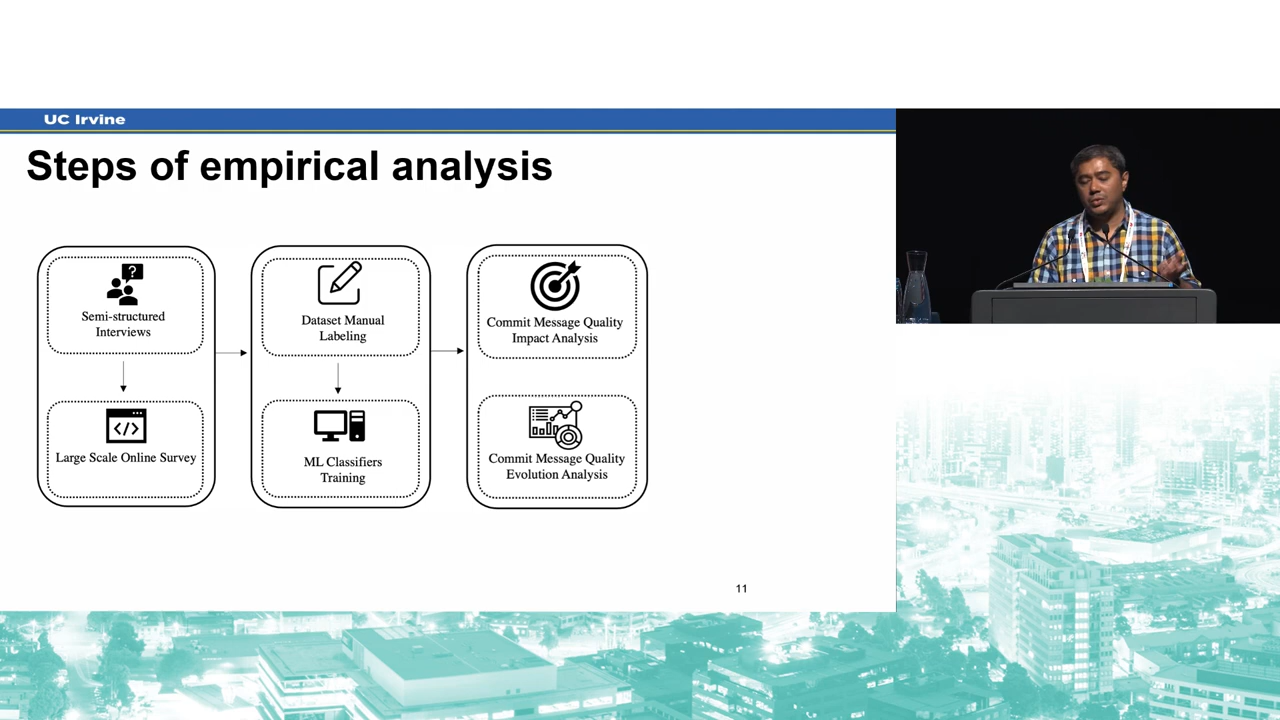 UC Irvine
Steps of empirical analysis
?
Semi-structured
Interviews
</>
Large Scale Online Survey
Dataset Manual
Labeling
ML Classifiers
Training
Commit Message Quality
Impact Analysis
Commit Message Quality
Evolution Analysis
11